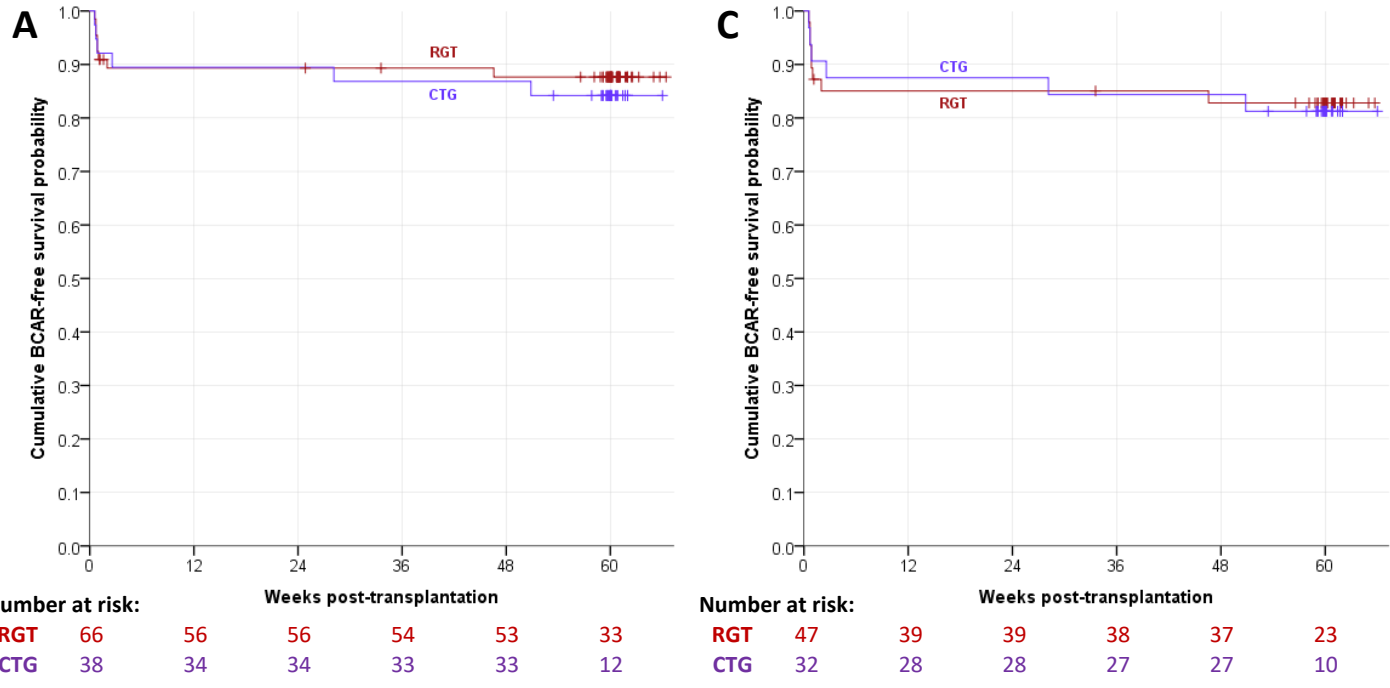 A
Cumulative BCAR-free survival probability
1.0
0.9
0.8
0.7
0.6
0.5
0.4
0.3
0.2
0.1
0.0
RGT
CTG
0 12 24 36 48 60
Weeks post-transplantation
umber at risk:
RGT 66 56 56 54 53 33
CTG 38 34 34 33 33 12
C
Cumulative BCAR-free survival probability
1.0
0.9
0.8
0.7
0.6
0.5
0.4
0.3
0.2
0.1
0.0
CTG
RGT
0 12 24 36 48 60
Weeks post-transplantation
Number at risk:
RGT 47 39 39 38 37 23
CTG 32 28 28 27 27 10